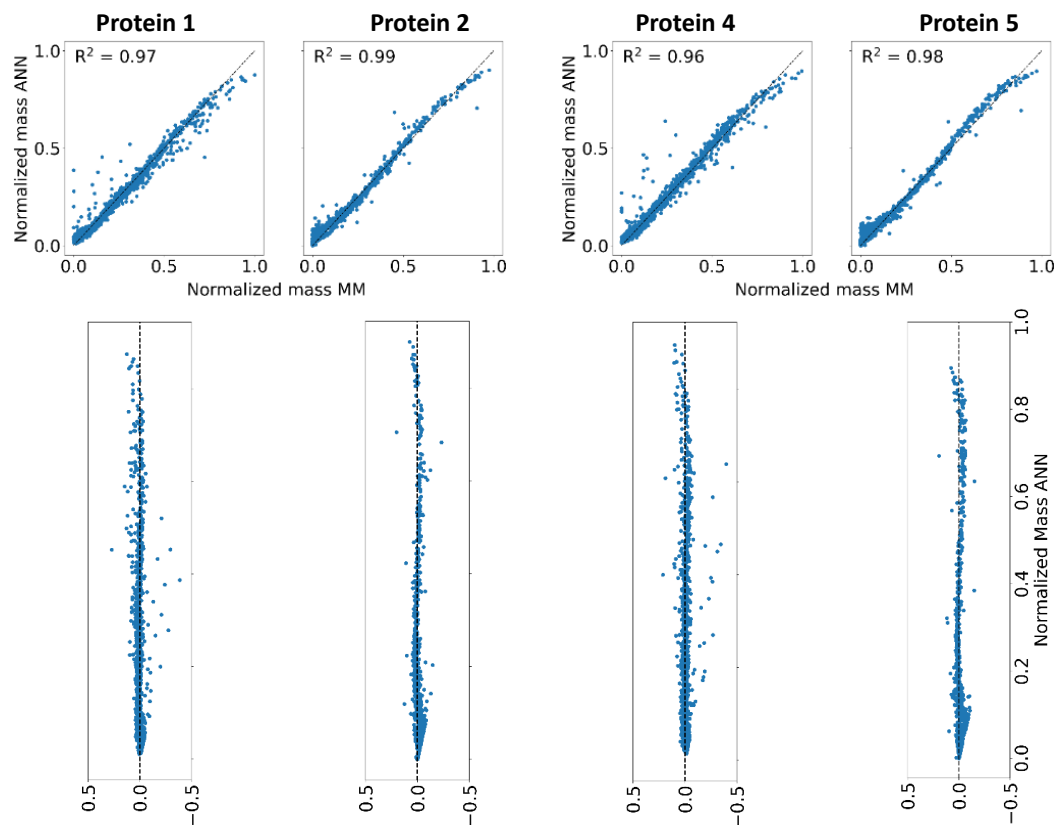 Protein 1
Protein 2
Protein 4
Protein 5
R² = 0.97
R² = 0.99
R² = 0.96
R² = 0.98
1.0
0.5
0.0
Normalized mass ANN
0.0 0.5 1.0
0.0 0.5 1.0
Normalized mass MM
1.0
0.5
0.0
Normalized mass ANN
0.0 0.5 1.0
0.0 0.5 1.0
Normalized mass MM
0.5 0.0 −0.5
0.5 0.0 −0.5
0.5 0.0 −0.5
0.5 0.0 −0.5
1.0
0.8
0.6
0.4
0.2
0.0
Normalized Mass ANN